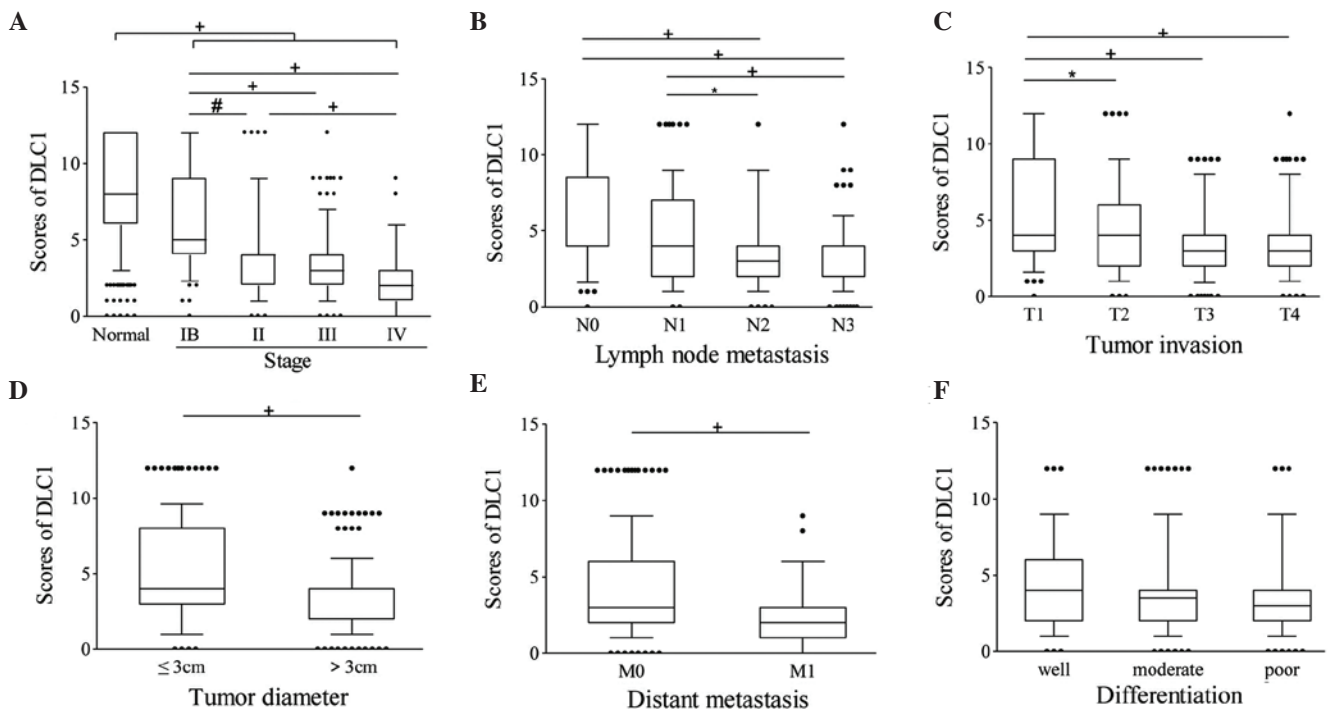 A
+
+
+
# +
Scores of DLC1
15
10
5
0
Normal IB II III IV
Stage
B
+
+
+
*
Scores of DLC1
15
10
5
0
N0 N1 N2 N3
Lymph node metastasis
C
+
+
*
Scores of DLC1
15
10
5
0
T1 T2 T3 T4
Tumor invasion
D
+
Scores of DLC1
15
10
5
0
≤ 3cm > 3cm
Tumor diameter
E
+
Scores of DLC1
15
10
5
0
M0 M1
Distant metastasis
F
Scores of DLC1
15
10
5
0
well moderate poor
Differentiation